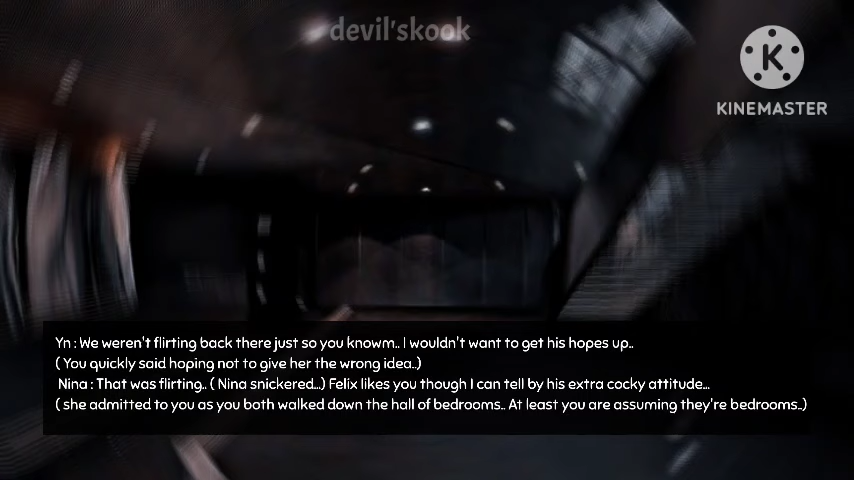 devil'skook
K
KINEMASTER
Yn : We weren't flirting back there just so you knowm.. I wouldn't want to get his hopes up..
( You quickly said hoping not to give her the wrong idea..)
Nina : That was flirting.. ( Nina snickered...) Felix likes you though I can tell by his extra cocky attitude...
( she admitted to you as you both walked down the hall of bedrooms.. At least you are assuming they're bedrooms..)